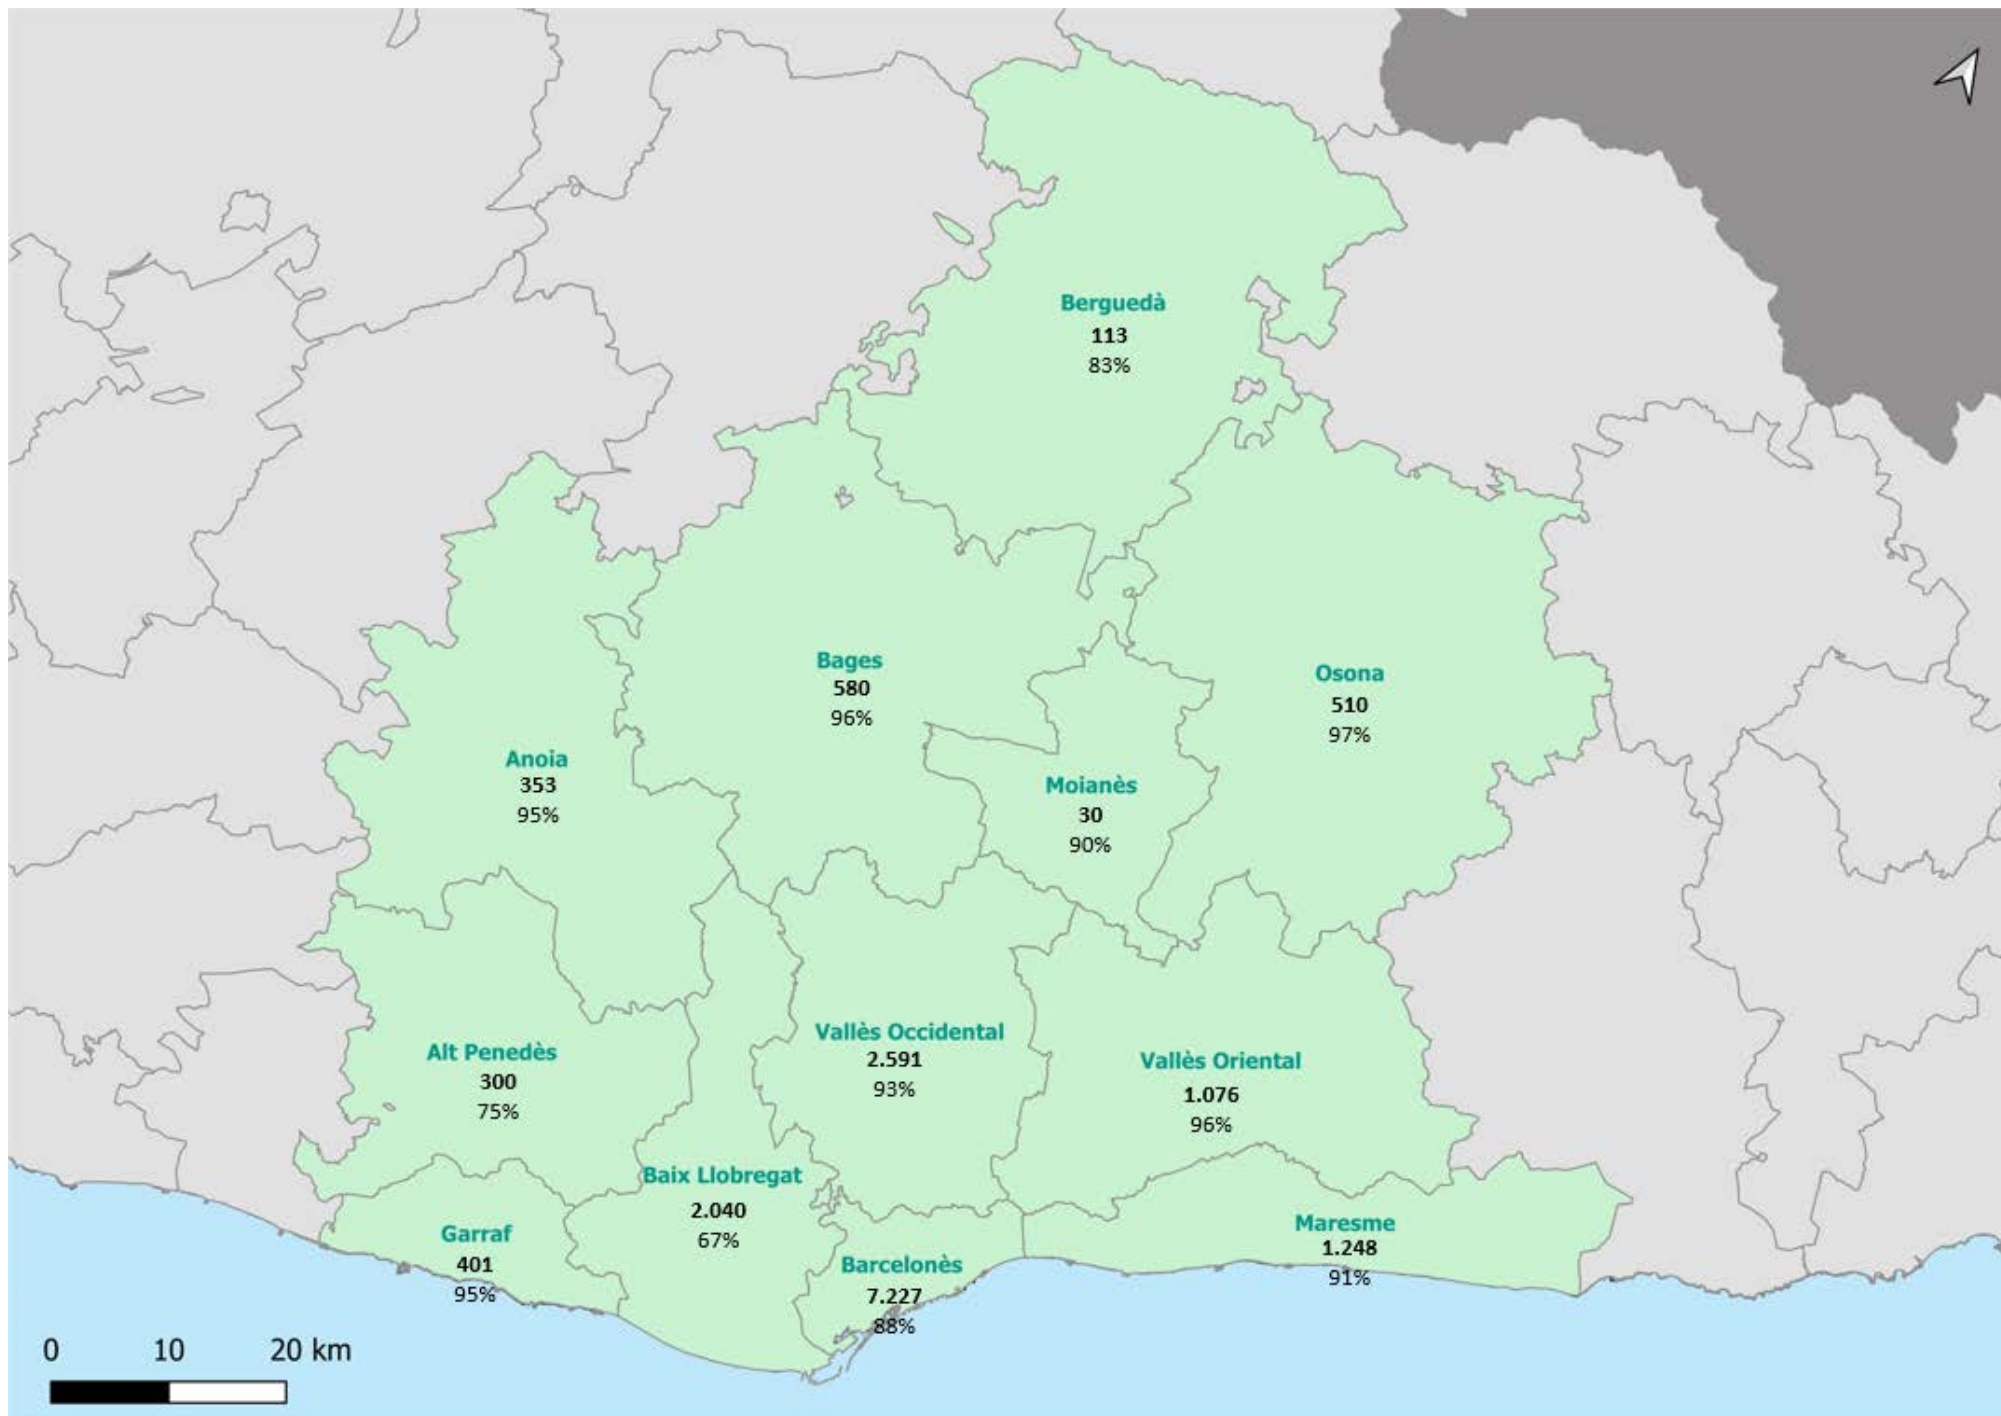 Berguedà
113
83%
Bages
580
96%
Osona
510
97%
Anoia
353
95%
Moianès
30
90%
Vallès Occidental
2.591
93%
Alt Penedès
300
75%
Vallès Oriental
1.076
96%
Baix Llobregat
2.040
67%
Garraf
401
95%
Maresme
1.248
91%
Barcelonès
7.227
88%
0 10 20 km